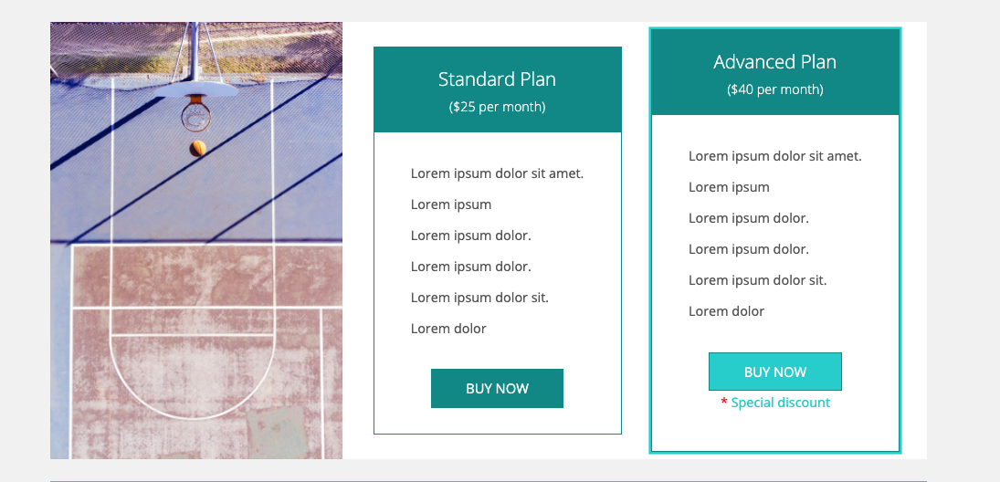 Standard Plan
($25 per month)
Lorem ipsum dolor sit amet.
Lorem ipsum
Lorem ipsum dolor.
Lorem ipsum dolor.
Lorem ipsum dolor sit.
Lorem dolor
BUY NOW
Advanced Plan
($40 per month)
Lorem ipsum dolor sit amet.
Lorem ipsum
Lorem ipsum dolor.
Lorem ipsum dolor.
Lorem ipsum dolor sit.
Lorem dolor
BUY NOW
* Special discount